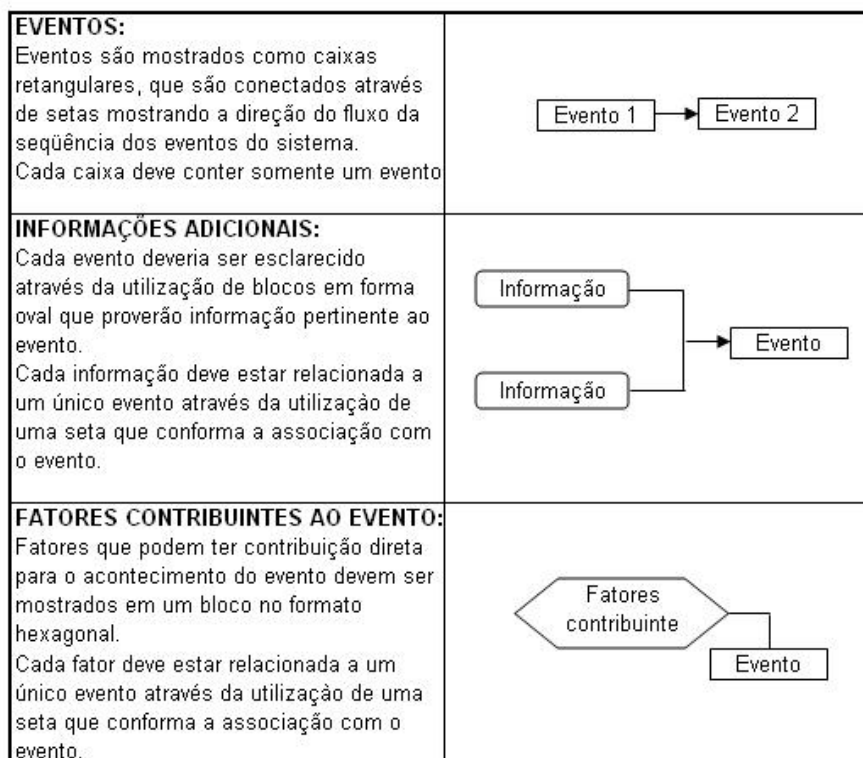 EVENTOS:
Eventos são mostrados como caixas
retangulares, que são conectados através
de setas mostrando a direção do fluxo da
seqüência dos eventos do sistema.
Cada caixa deve conter somente um evento
Evento 1
Evento 2
INFORMAÇÕES ADICIONAIS:
Cada evento deveria ser esclarecido
através da utilização de blocos em forma
oval que proverão informação pertinente ao
evento.
Cada informação deve estar relacionada a
um único evento através da utilizaçào de
uma seta que conforma a associação com
o evento.
Informação
Evento
Informação
FATORES CONTRIBUINTES AO EVENTO:
Fatores que podem ter contribuição direta
para o acontecimento do evento devem ser
mostrados em um bloco no formato
hexagonal.
Cada fator deve estar relacionada a um
único evento através da utilizaçào de uma
seta que conforma a associação com o
evento.
Fatores
contribuinte
Evento